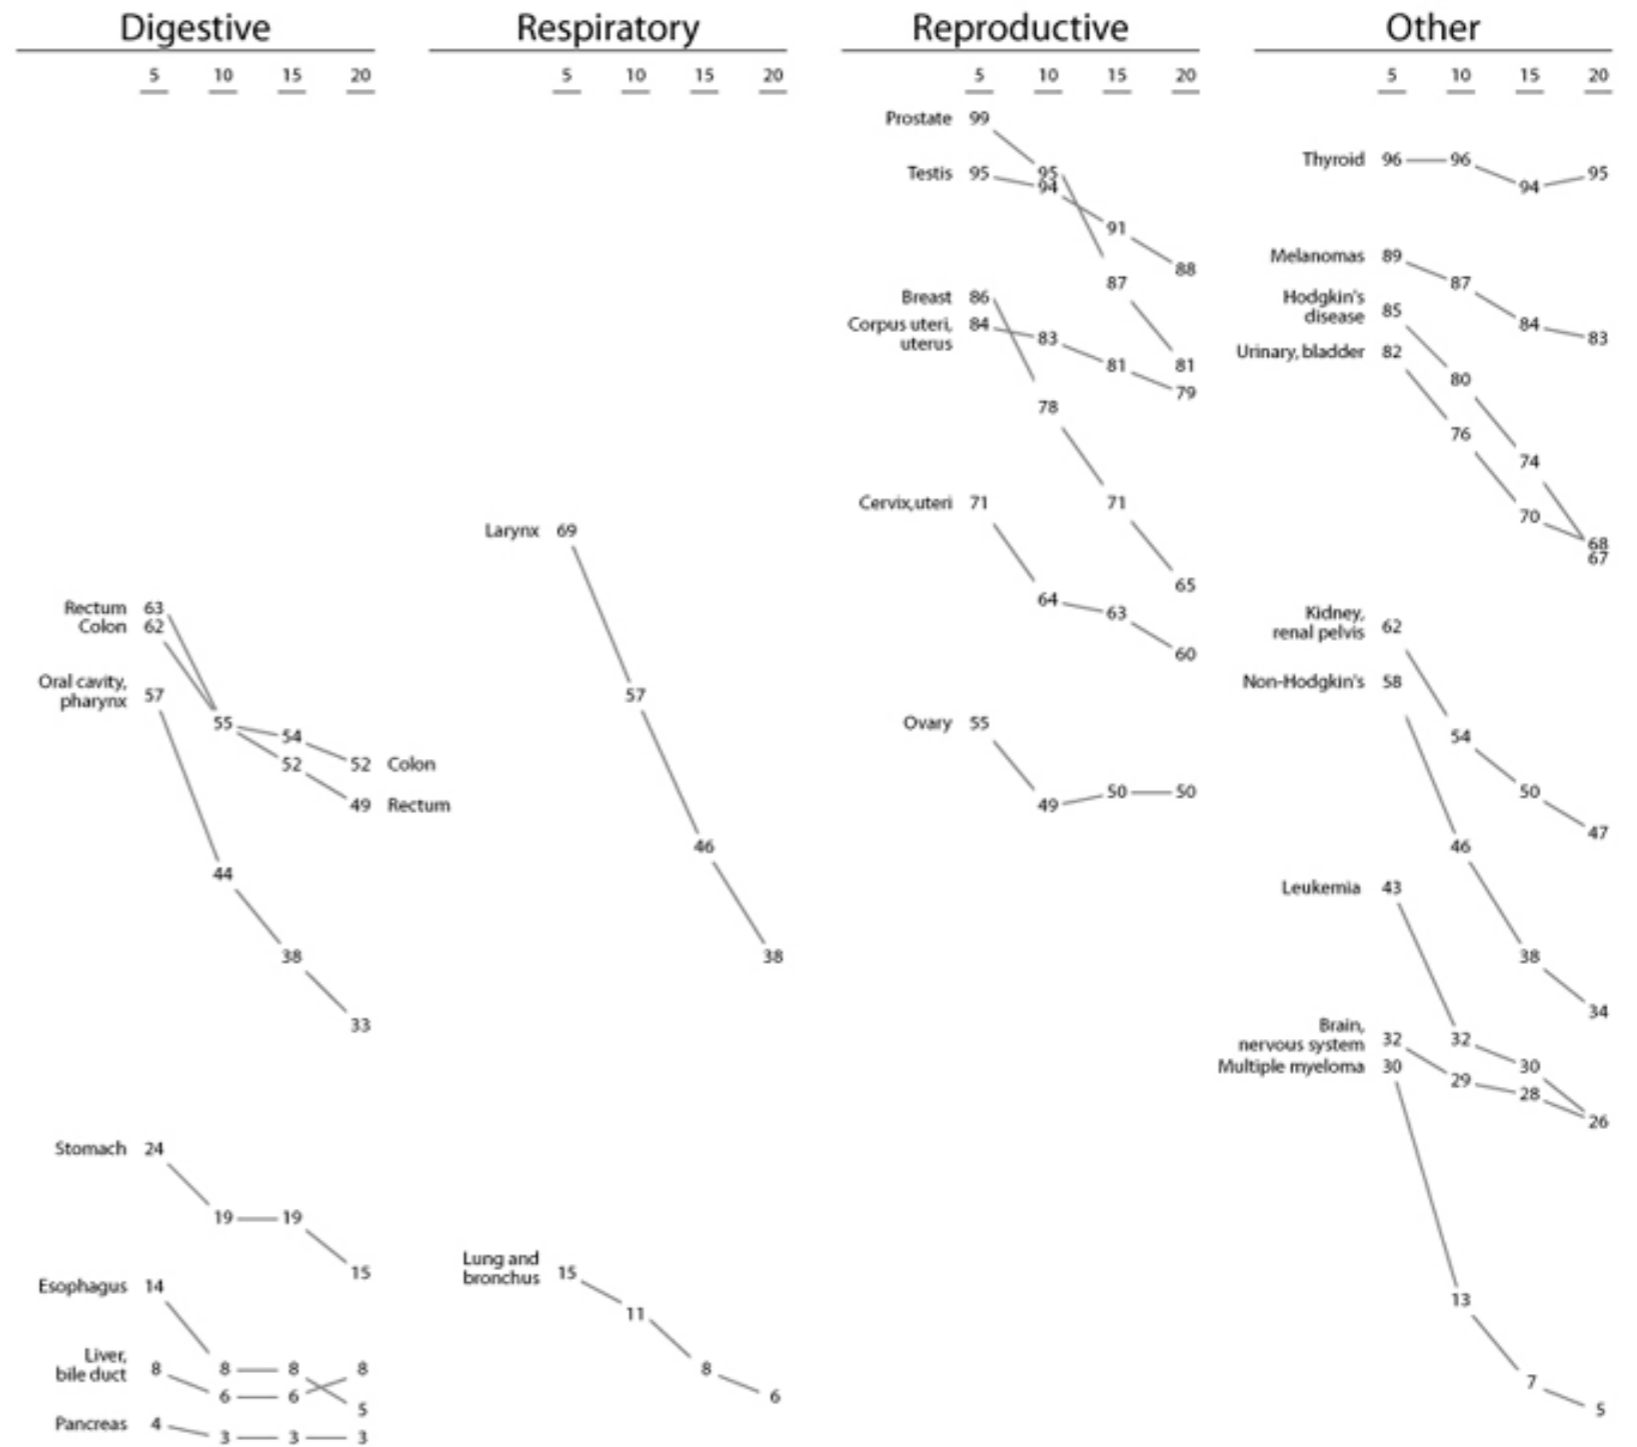 Digestive
5 10 15 20
Rectum 63
Colon 62
Oral cavity,
pharynx 57
55 54
52 52 Colon
49 Rectum
44
38
33
Stomach 24
19 19
15
Esophagus 14
Liver,
bile duct 8 8 8 8
6 6
5
Pancreas 4
3 3 3
Respiratory
5 10 15 20
Larynx 69
57
46
38
Lung and
bronchus 15
11
8
6
Reproductive
5 10 15 20
Prostate 99
Testis 95 95
94
91
88
87
Breast 86
Corpus uteri,
uterus 84 83
81 81
79
78
Cervix,uteri 71 71
65
64 63
60
Ovary 55
49 50 50
Other
5 10 15 20
Thyroid 96 96
94 95
Melanomas 89
87
84 83
Hodgkin's
disease 85
Urinary, bladder 82
80
76
74
70
68
67
Kidney,
renal pelvis 62
Non-Hodgkin's 58
54
50
47
46
Leukemia 43
38
34
Brain,
nervous system 32 32
Multiple myeloma 30 30
29 28
26
13
7
5